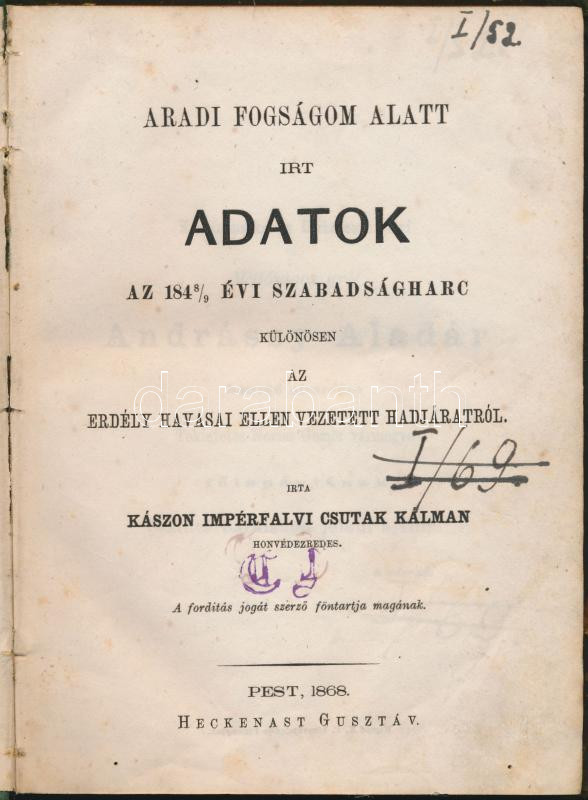 I/52
ARADI FOGSÁGOM ALATT
IRT
ADATOK
AZ 184⁸/₉ ÉVI SZABADSÁGHARC
KÜLÖNÖSEN
AZ
ERDÉLY HAVASAI ELLEN VEZETETT HADJÁRATRÓL.
darabanth
I/69
IRTA
KÁSZON IMPÉRFALVI CSUTAK KÁLMAN
HONVÉDEZREDES.
A forditás jogát szerző föntartja magának.
PEST, 1868.
HECKENAST GUSZTÁV.